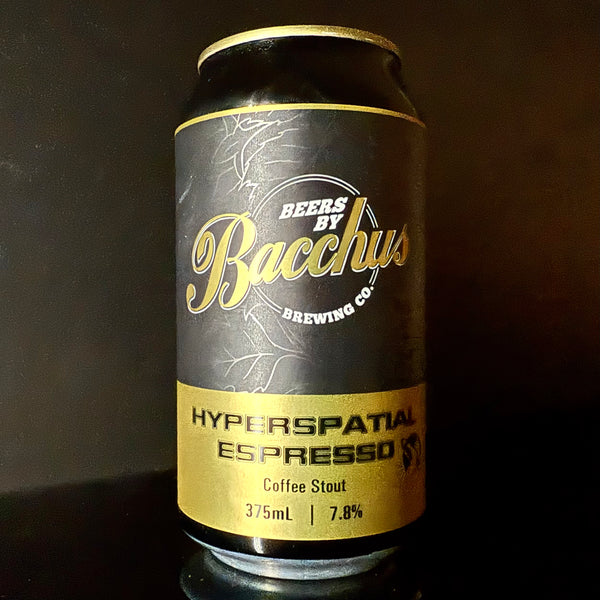 BEERS
BY
Bacchus
BREWING CO.
HYPERSPATIAL
ESPRESSO
Coffee Stout
375mL | 7.8%